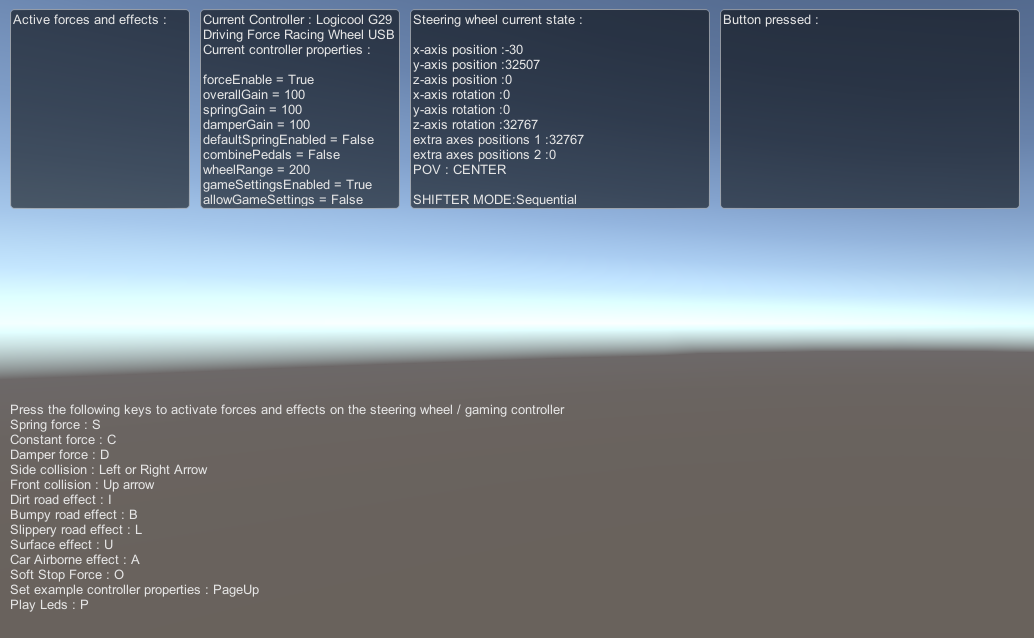 Active forces and effects :
Current Controller : Logicool G29
Driving Force Racing Wheel USB
Current controller properties :
forceEnable = True
overallGain = 100
springGain = 100
damperGain = 100
defaultSpringEnabled = False
combinePedals = False
wheelRange = 200
gameSettingsEnabled = True
allowGameSettings = False
Steering wheel current state :
x-axis position :-30
y-axis position :32507
z-axis position :0
x-axis rotation :0
y-axis rotation :0
z-axis rotation :32767
extra axes positions 1 :32767
extra axes positions 2 :0
POV : CENTER
SHIFTER MODE:Sequential
Button pressed :
Press the following keys to activate forces and effects on the steering wheel / gaming controller
Spring force : S
Constant force : C
Damper force : D
Side collision : Left or Right Arrow
Front collision : Up arrow
Dirt road effect : I
Bumpy road effect : B
Slippery road effect : L
Surface effect : U
Car Airborne effect : A
Soft Stop Force : O
Set example controller properties : PageUp
Play Leds : P